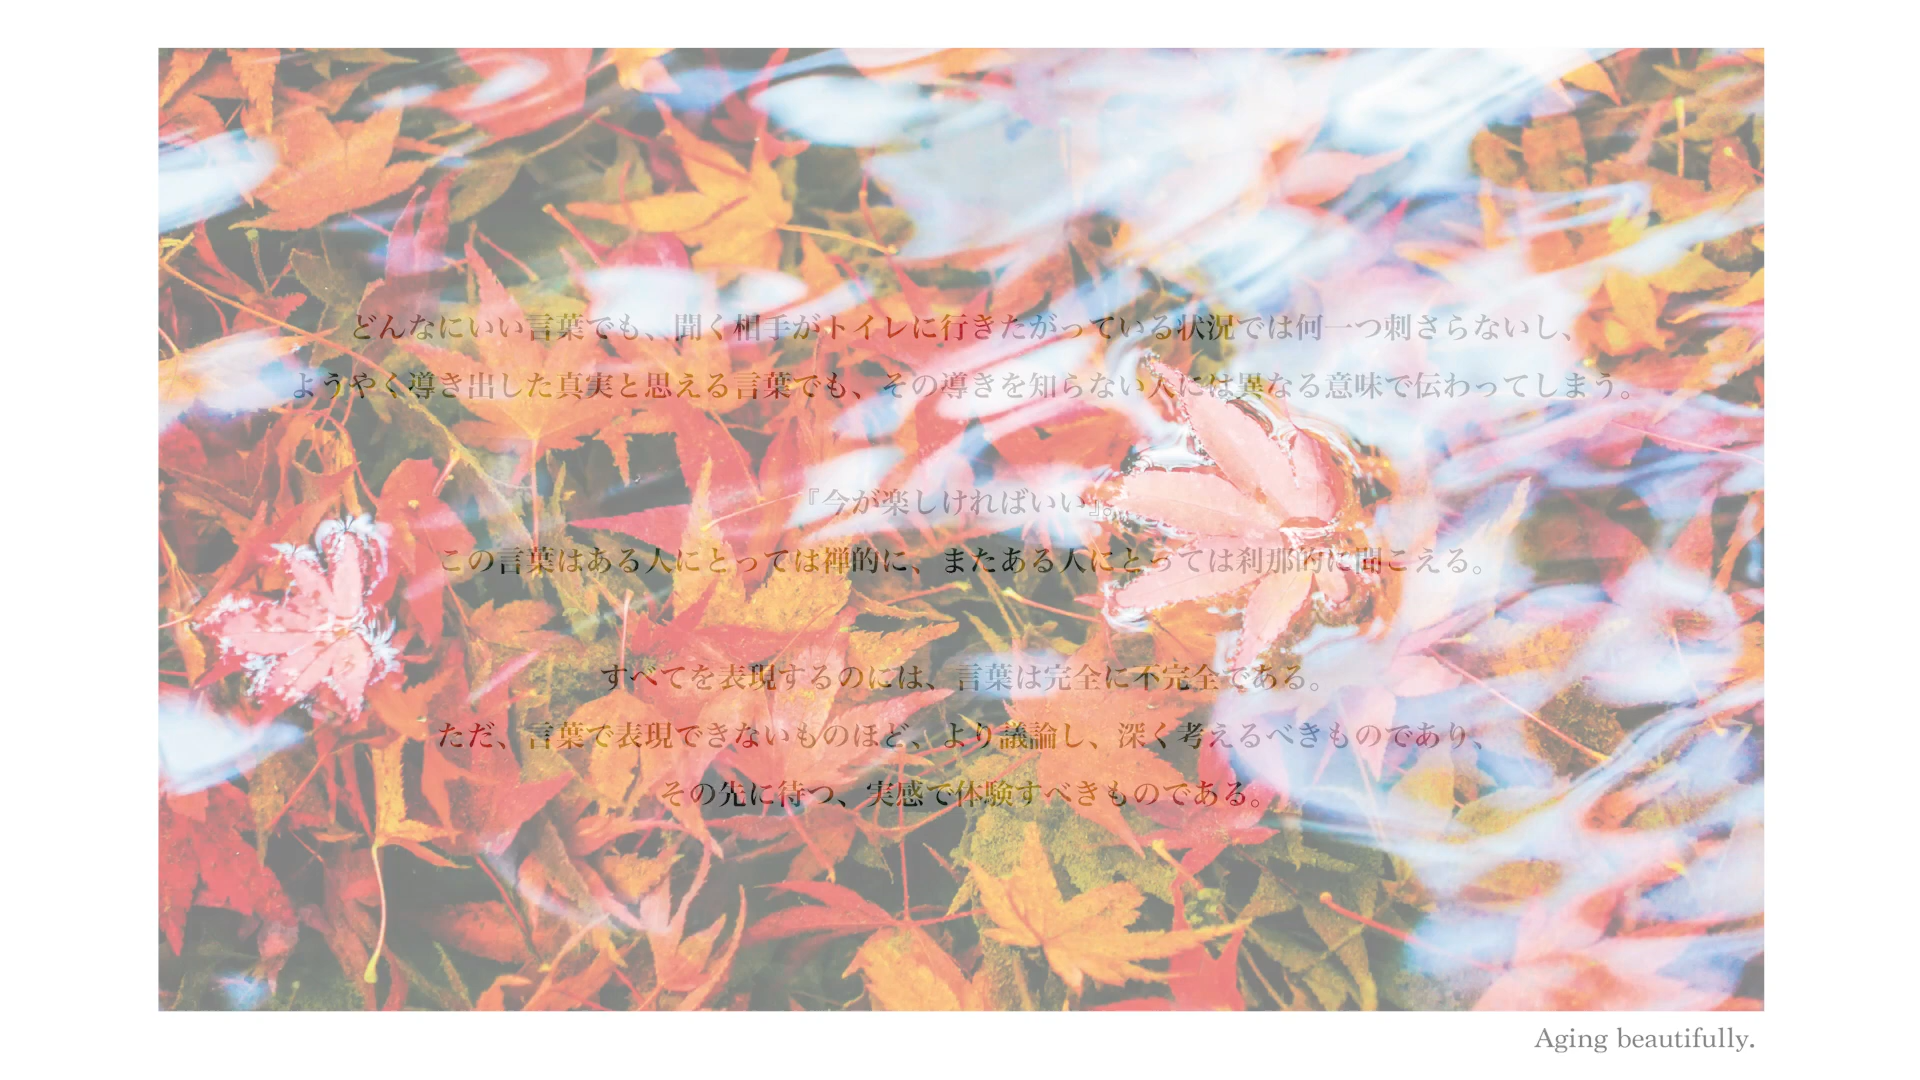 どんなにいい言葉でも、聞く相手がトイレに行きたがっている状況では何一つ刺さらないし、
ようやく導き出した真実と思える言葉でも、その導きを知らない人には異なる意味で伝わってしまう。
『今が楽しければいい』。
この言葉はある人にとっては禅的に、またある人にとっては刹那的に聞こえる。
すべてを表現するのには、言葉は完全に不完全である。
ただ、言葉で表現できないものほど、より議論し、深く考えるべきものであり、
その先に待つ、実感で体験すべきものである。
Aging beautifully.